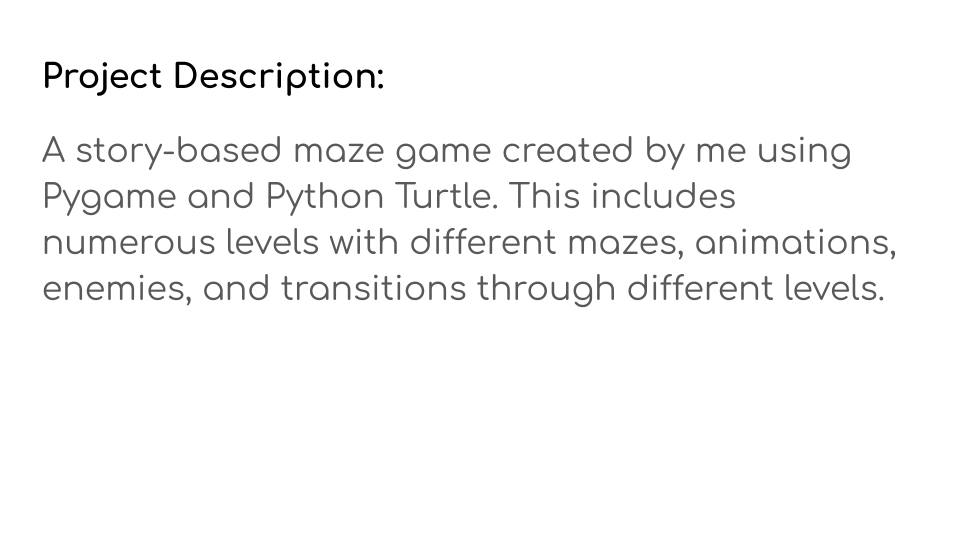 Project Description:
A story-based maze game created by me using
Pygame and Python Turtle. This includes
numerous levels with different mazes, animations,
enemies, and transitions through different levels.